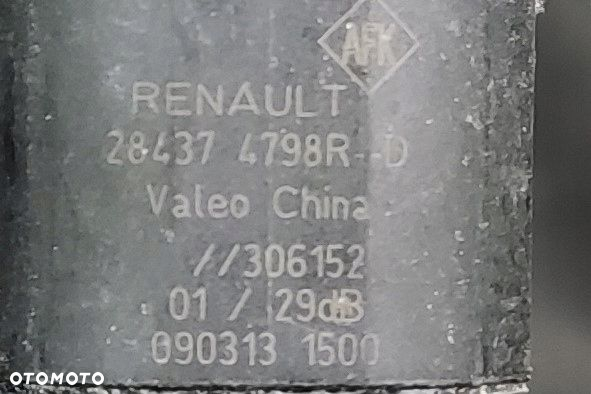 AFK
RENAULT
28437 4798R--D
Valeo China
//306152
01 / 29dB
090313 1500
OTOMOTO